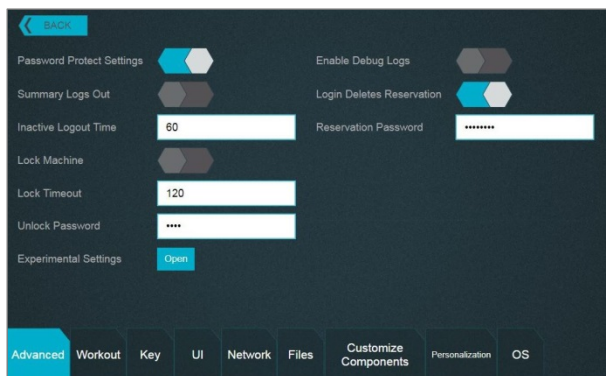 BACK
Password Protect Settings
Enable Debug Logs
Summary Logs Out
Login Deletes Reservation
Inactive Logout Time
60
Reservation Password
••••••••
Lock Machine
Lock Timeout
120
Unlock Password
••••
Experimental Settings
Open
Advanced
Workout
Key
UI
Network
Files
Customize
Components
Personalization
OS